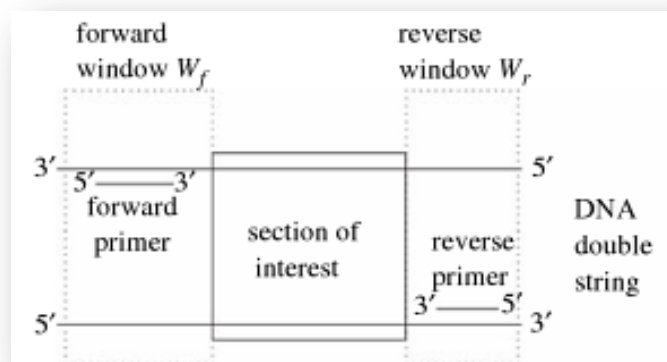 forward
window W_f
reverse
window W_r
3′
5′
5′
3′
forward
primer
section of
interest
reverse
primer
3′
5′
DNA
double
string
5′
3′